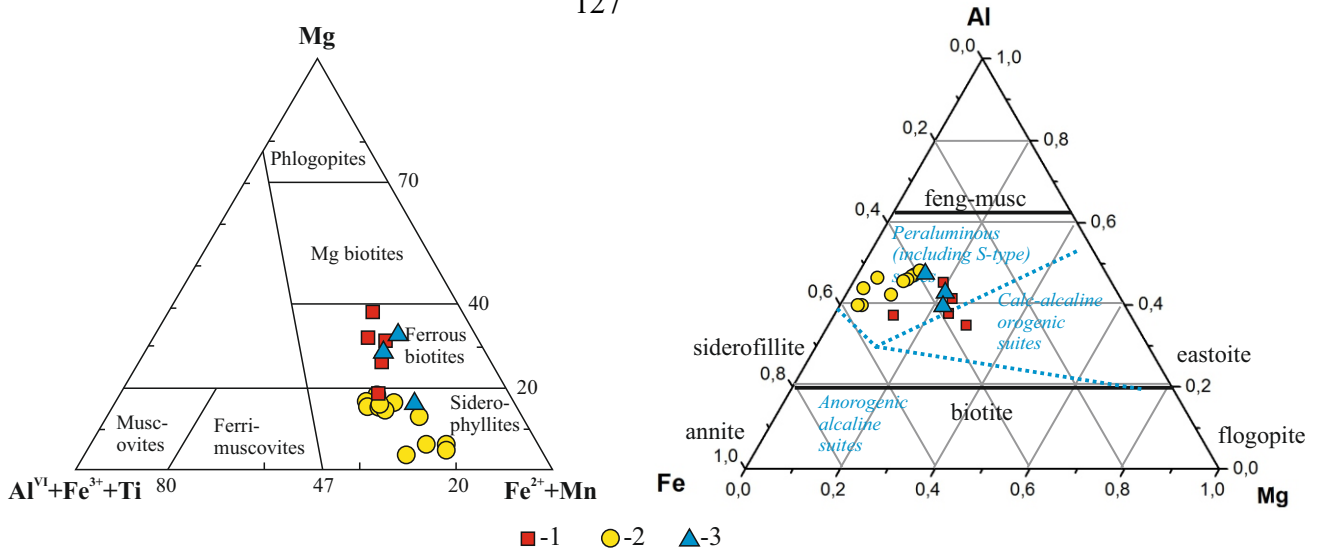 127
Mg
Phlogopites
70
Mg biotites
40
Ferrous
biotites
20
Sidero-
phyllites
Musc-
ovites
Ferri-
muscovites
Al^VI+Fe^3++Ti
80
47
20
Fe^2++Mn
Al
0,0
1,0
0,2
0,8
feng-musc
0,4
0,6
Peraluminous
(including S-type)
0,6
0,4
Calc-alcaline
orogenic
suites
siderofillite
eastoite
0,8
0,2
Anorogenic
alcaline
suites
biotite
annite
flogopite
1,0
0,0
Fe
0,0
0,2
0,4
0,6
0,8
1,0
Mg
-1
-2
-3